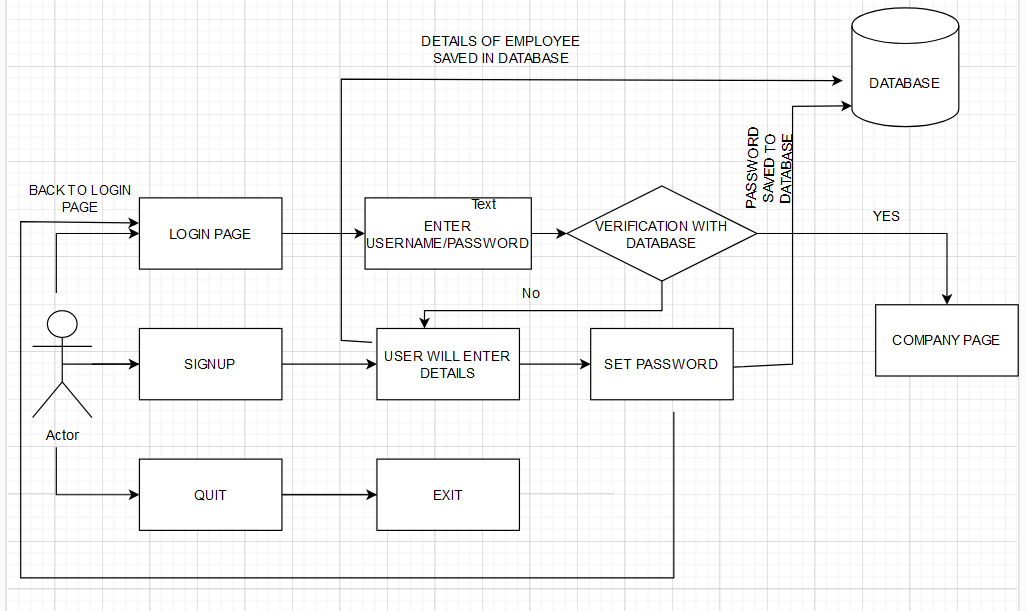 DETAILS OF EMPLOYEE
SAVED IN DATABASE
DATABASE
PASSWORD
SAVED TO
DATABASE
BACK TO LOGIN
PAGE
LOGIN PAGE
Text
ENTER
USERNAME/PASSWORD
VERIFICATION WITH
DATABASE
YES
No
COMPANY PAGE
SIGNUP
USER WILL ENTER
DETAILS
SET PASSWORD
Actor
QUIT
EXIT